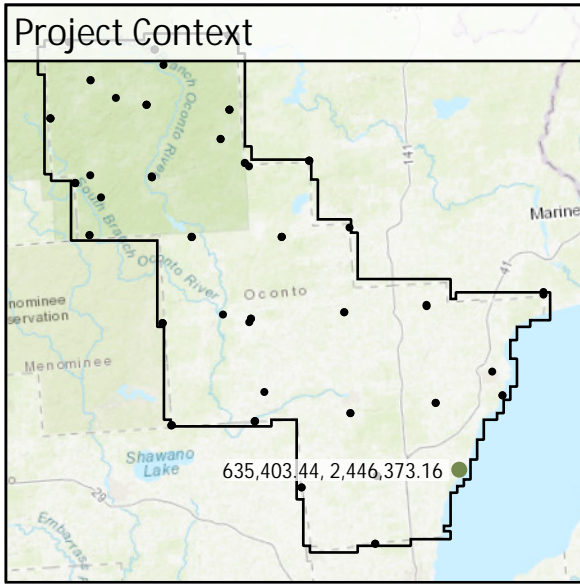 Project Context
anch Oconto River
141
South Branch
Oconto River
Marine
41
Oconto
nominee
servation
Menominee
Shawano
Lake
635,403.44, 2,446,373.16
29
Embarrass